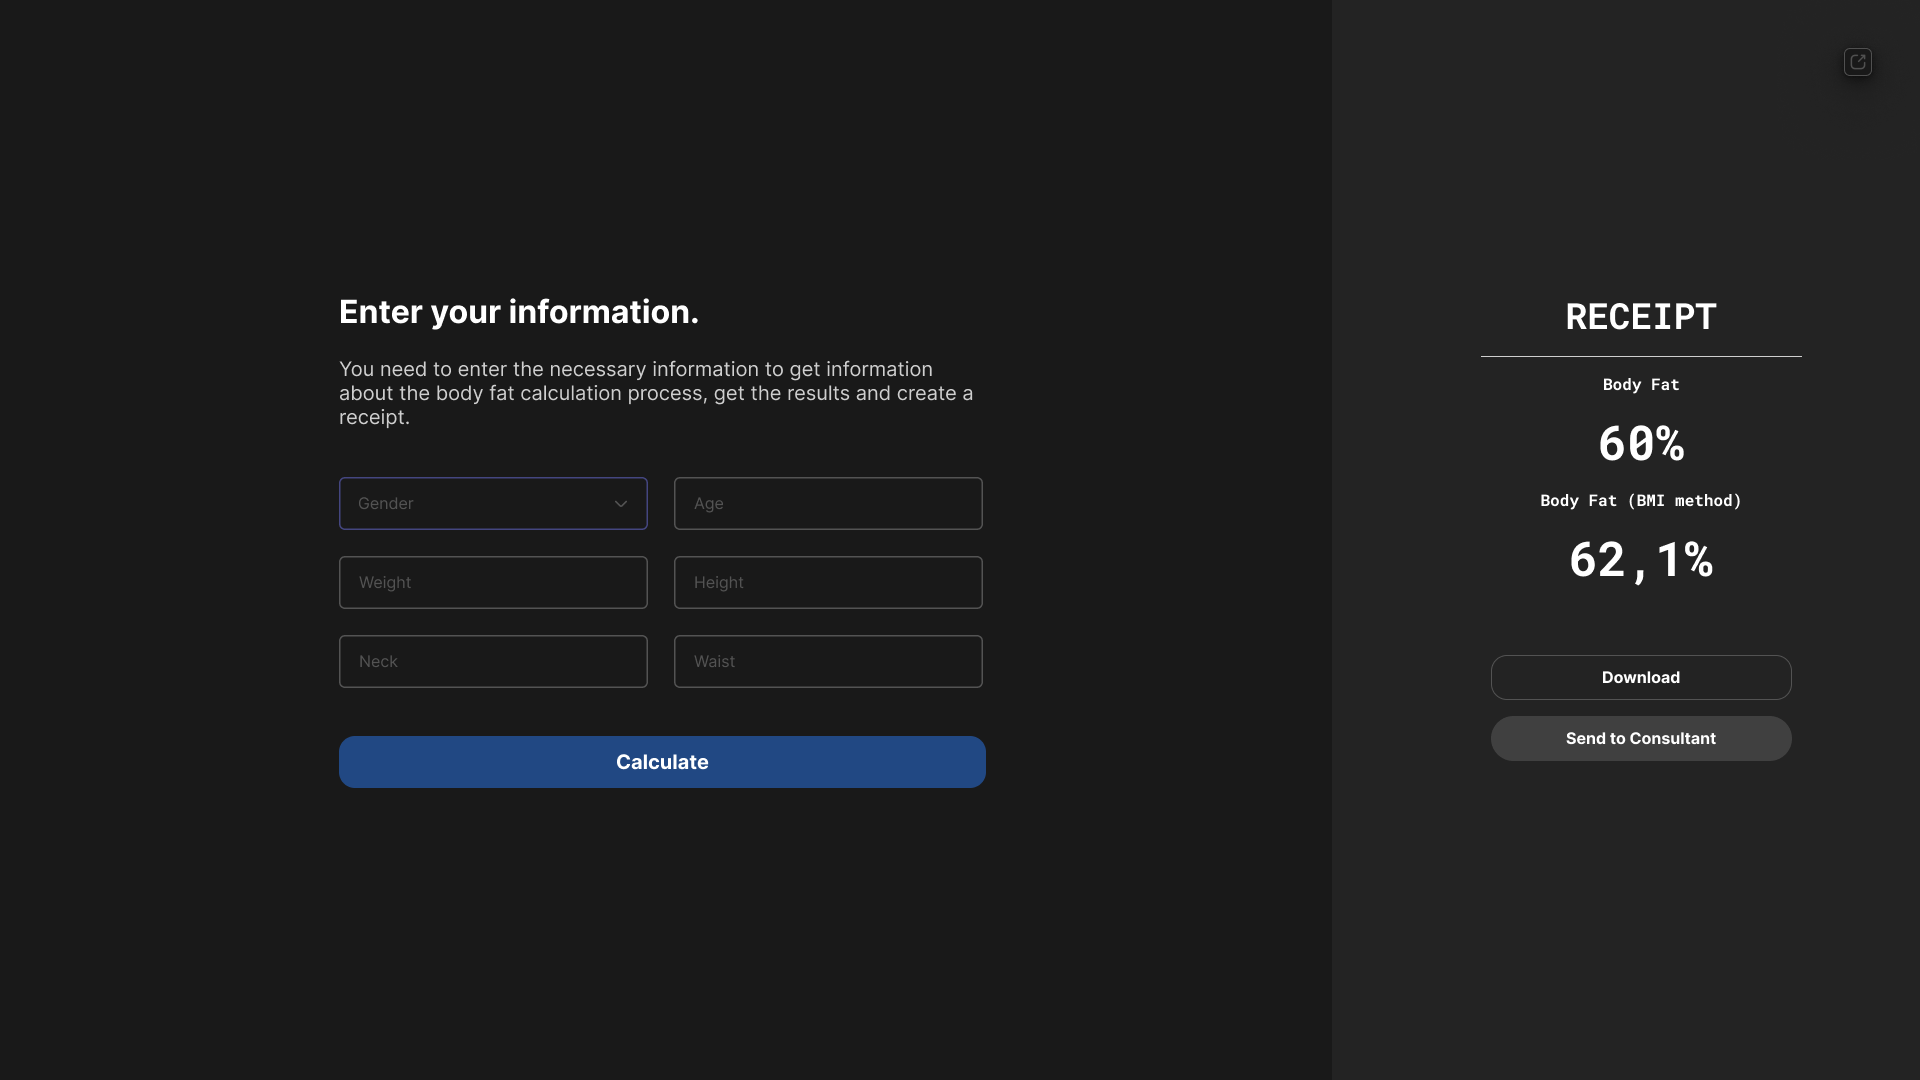 Enter your information.
You need to enter the necessary information to get information
about the body fat calculation process, get the results and create a
receipt.
Gender
Age
Weight
Height
Neck
Waist
Calculate
RECEIPT
Body Fat
60%
Body Fat (BMI method)
62,1%
Download
Send to Consultant